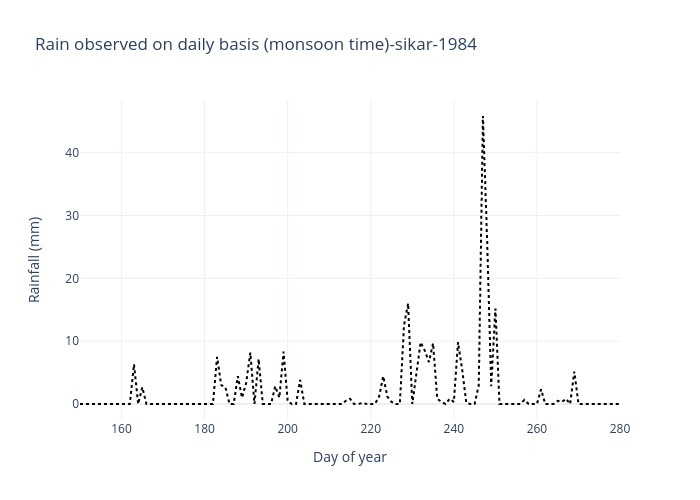 Rain observed on daily basis (monsoon time)-sikar-1984
Rainfall (mm)
40
30
20
10
0
160 180 200 220 240 260 280
Day of year